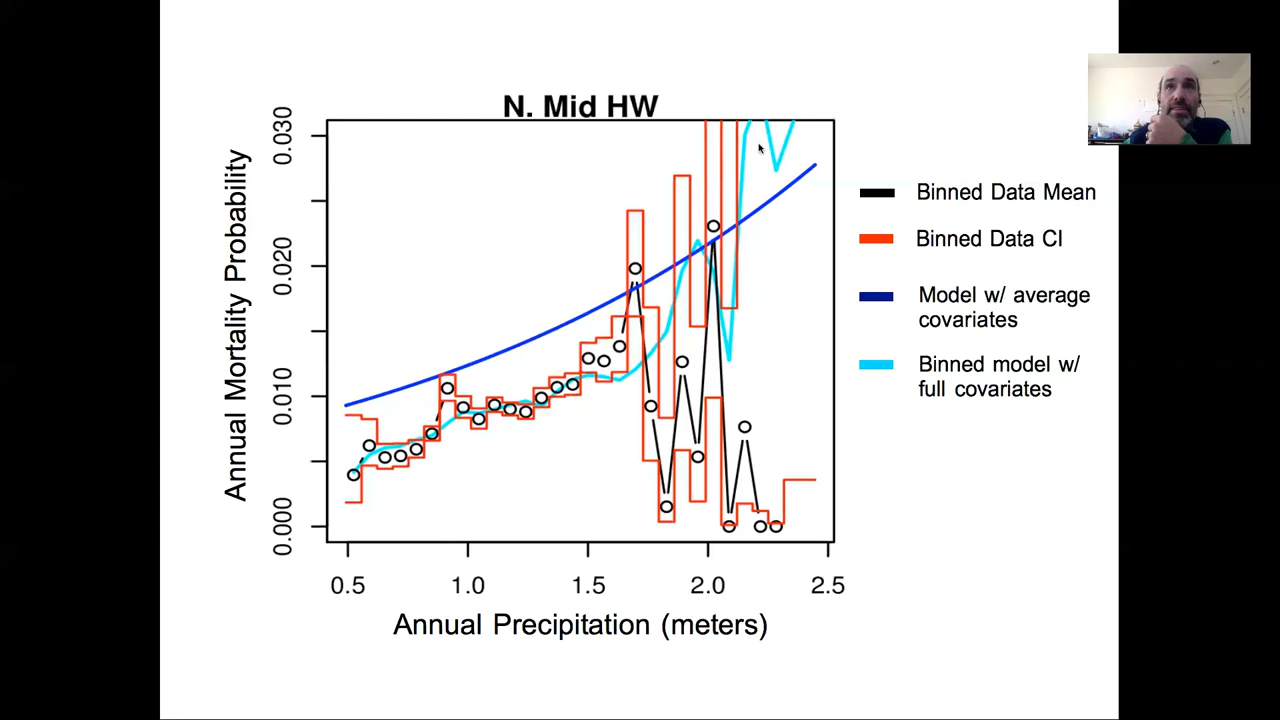 N. Mid HW
0.030
0.020
0.010
0.000
Annual Mortality Probability
0.5 1.0 1.5 2.0 2.5
Annual Precipitation (meters)
Binned Data Mean
Binned Data CI
Model w/ average
covariates
Binned model w/
full covariates